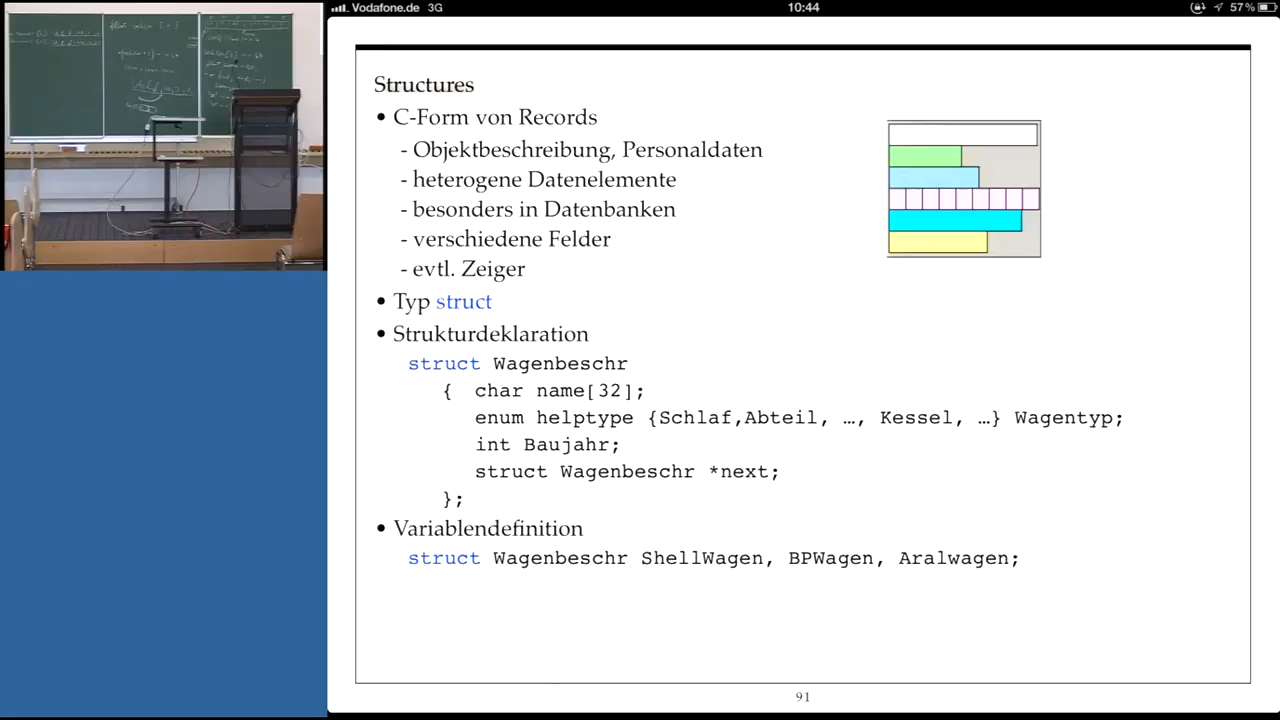 Vodafone.de 3G 10:44 57%
Structures
• C-Form von Records
- Objektbeschreibung, Personaldaten
- heterogene Datenelemente
- besonders in Datenbanken
- verschiedene Felder
- evtl. Zeiger
• Typ struct
• Strukturdeklaration
struct Wagenbeschr
{ char name[32];
enum helptype {Schlaf,Abteil, …, Kessel, …} Wagentyp;
int Baujahr;
struct Wagenbeschr *next;
};
• Variablendefinition
struct Wagenbeschr ShellWagen, BPWagen, Aralwagen;
91